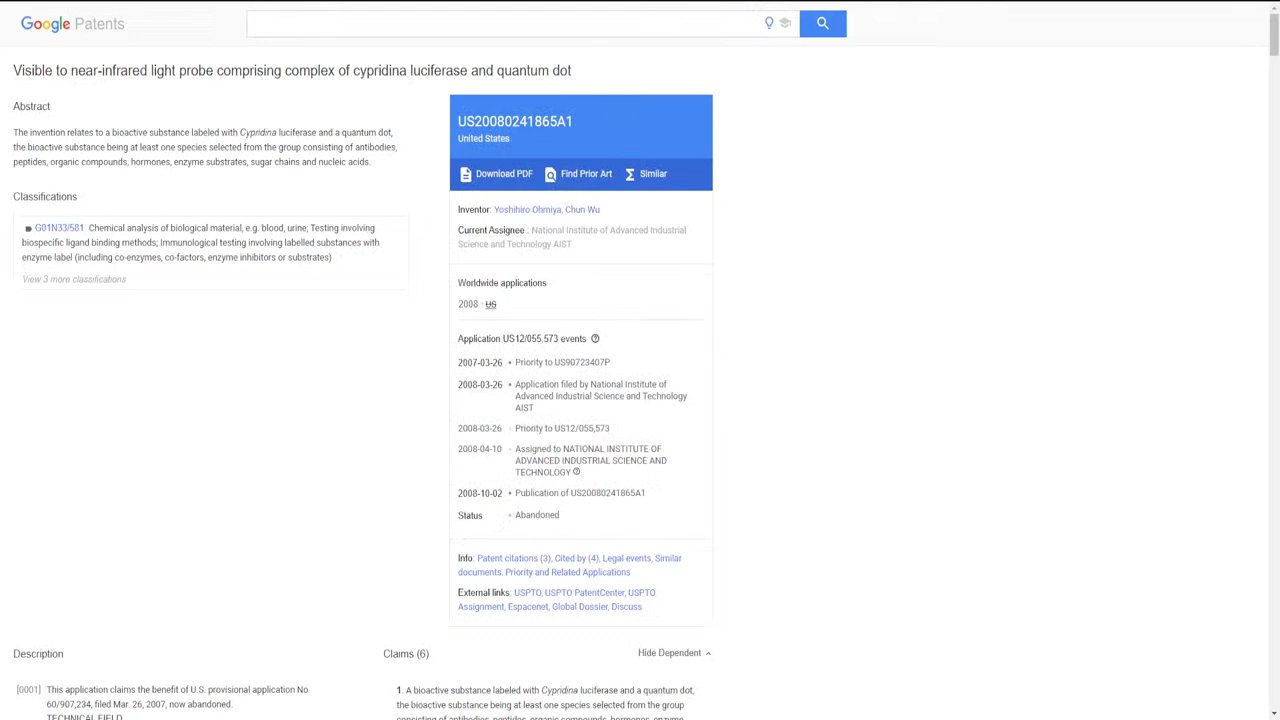 Google Patents
Visible to near-infrared light probe comprising complex of cypridina luciferase and quantum dot
Abstract
The invention relates to a bioactive substance labeled with Cypridina luciferase and a quantum dot,
the bioactive substance being at least one species selected from the group consisting of antibodies,
peptides, organic compounds, hormones, enzyme substrates, sugar chains and nucleic acids.
Classifications
G01N33/581 Chemical analysis of biological material, e.g. blood, urine; Testing involving
biospecific ligand binding methods; Immunological testing involving labelled substances with
enzyme label (including co-enzymes, co-factors, enzyme inhibitors or substrates)
View 3 more classifications
US20080241865A1
United States
Download PDF Find Prior Art Similar
Inventor: Yoshihiro Ohmiya, Chun Wu
Current Assignee : National Institute of Advanced Industrial
Science and Technology AIST
Worldwide applications
2008 US
Application US12/055,573 events
2007-03-26 • Priority to US90723407P
2008-03-26 • Application filed by National Institute of
Advanced Industrial Science and Technology
AIST
2008-03-26 • Priority to US12/055,573
2008-04-10 • Assigned to NATIONAL INSTITUTE OF
ADVANCED INDUSTRIAL SCIENCE AND
TECHNOLOGY
2008-10-02 • Publication of US20080241865A1
Status • Abandoned
Info: Patent citations (3), Cited by (4), Legal events, Similar
documents, Priority and Related Applications
External links: USPTO, USPTO PatentCenter, USPTO
Assignment, Espacenet, Global Dossier, Discuss
Description
[0001] This application claims the benefit of U.S. provisional application No.
60/907,234, filed Mar. 26, 2007, now abandoned.
TECHNICAL FIELD
Claims (6)
Hide Dependent
1. A bioactive substance labeled with Cypridina luciferase and a quantum dot,
the bioactive substance being at least one species selected from the group
consisting of antibodies, peptides, organic compounds, hormones, enzyme